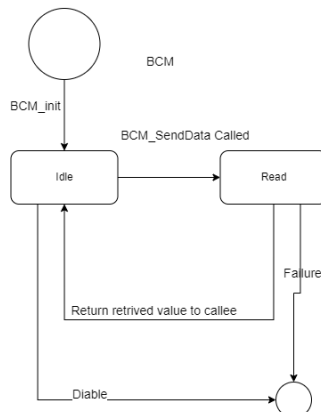 BCM
BCM_init
BCM_SendData Called
Idle
Read
Failure
Return retrived value to callee
Diable